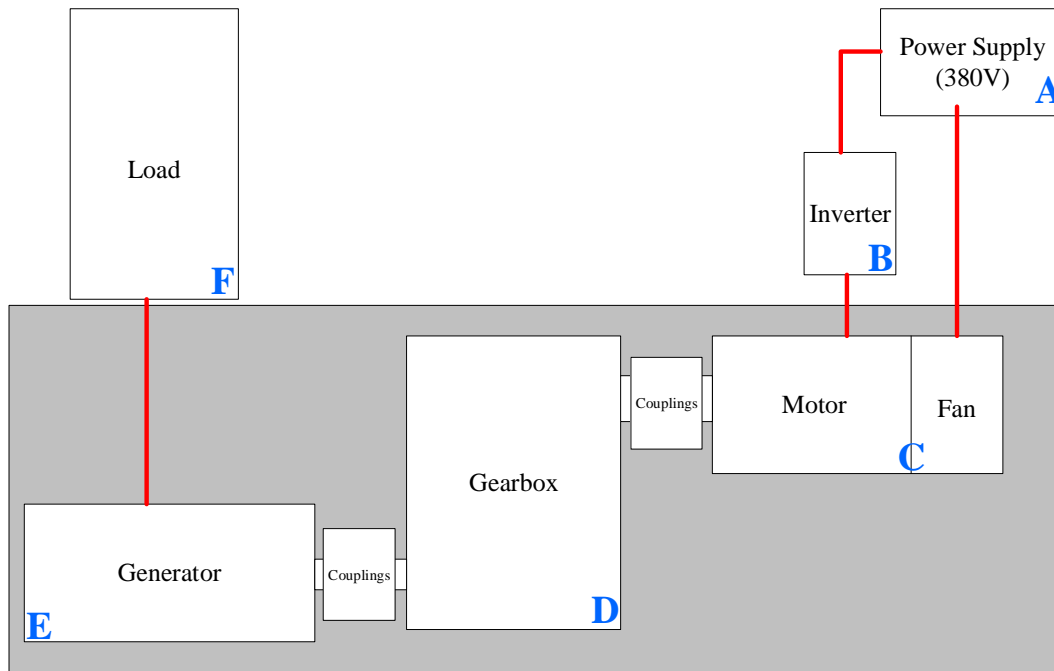 Power Supply
(380V)
A
Load
Inverter
B
F
Couplings
Motor
Fan
C
Gearbox
Generator
Couplings
E
D